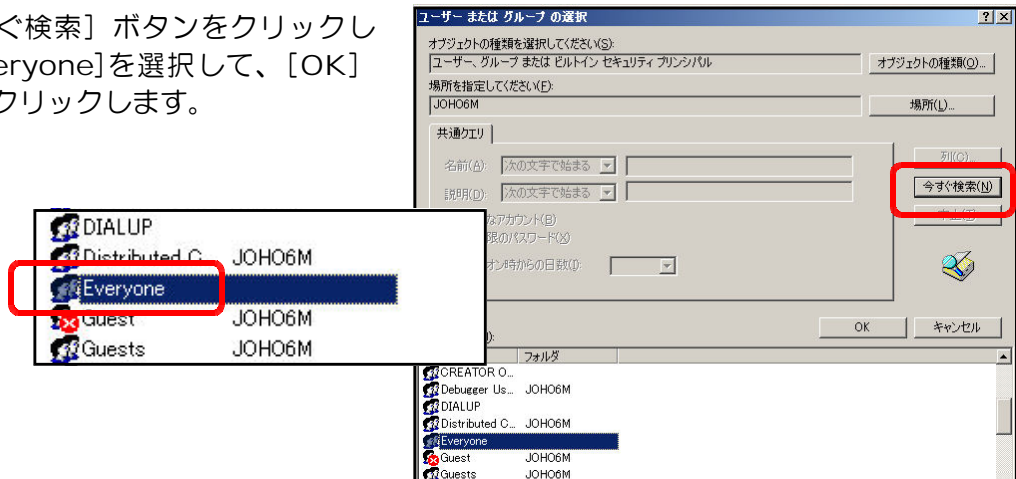 ぐ検索］ボタンをクリックし
eryone]を選択して、［OK］
クリックします。
ユーザー または グループ の選択
オブジェクトの種類を選択してください(S):
ユーザー、グループ または ビルトイン セキュリティ プリンシパル
オブジェクトの種類(O)...
場所を指定してください(F):
JOHO6M
場所(L)...
共通クエリ
列(C)...
名前(A): 次の文字で始まる
今すぐ検索(N)
説明(D): 次の文字で始まる
なアカウント(B)
限のパスワード(X)
オン時からの日数(I):
DIALUP
Distributed C... JOHO6M
Everyone
Guest JOHO6M
Guests JOHO6M
OK キャンセル
フォルダ
CREATOR O...
Debugger Us... JOHO6M
DIALUP
Distributed C... JOHO6M
Everyone
Guest JOHO6M
Guests JOHO6M